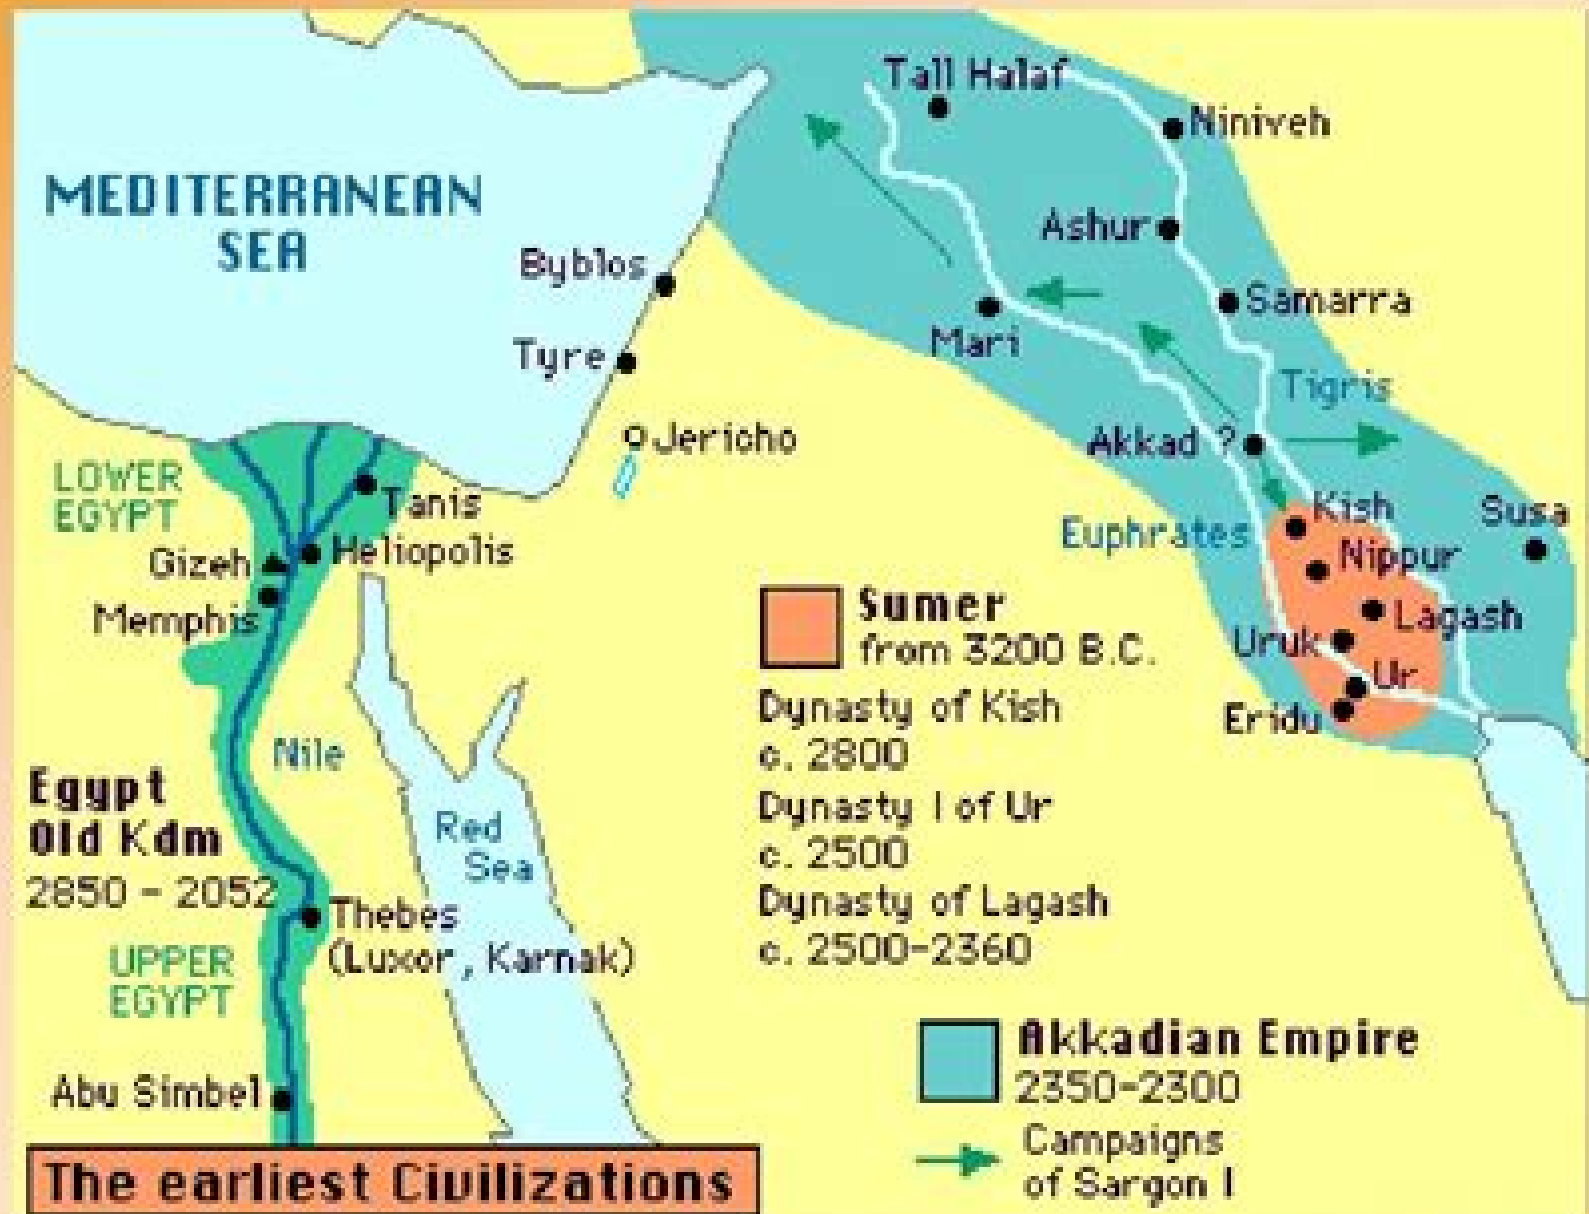 Tall Halaf
Niniveh
MEDITERRANEAN
SEA
Ashur
Byblos
Samarra
Mari
Tyre
Tigris
Jericho
Akkad ?
LOWER
EGYPT
Tanis
Kish
Susa
Euphrates
Gizeh
Heliopolis
Nippur
Memphis
Lagash
Uruk
Ur
Eridu
Sumer
from 3200 B.C.
Dynasty of Kish
c. 2800
Dynasty I of Ur
c. 2500
Dynasty of Lagash
c. 2500-2360
Nile
Egypt
Old Kdm
2850 - 2052
Red
Sea
Thebes
(Luxor, Karnak)
UPPER
EGYPT
Abu Simbel
Akkadian Empire
2350-2300
Campaigns
of Sargon I
The earliest Civilizations